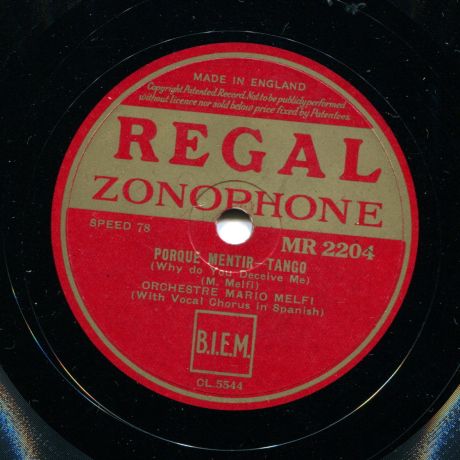 MADE IN ENGLAND
Copyright Patented Record. Not to be publicly performed
without licence nor sold below price fixed by Patentees.
REGAL
ZONOPHONE
SPEED 78
MR 2204
PORQUE MENTIR - TANGO
(Why do You Deceive Me)
(M. Melfi)
ORCHESTRE MARIO MELFI
(With Vocal Chorus in Spanish)
B.I.E.M.
CL.5544